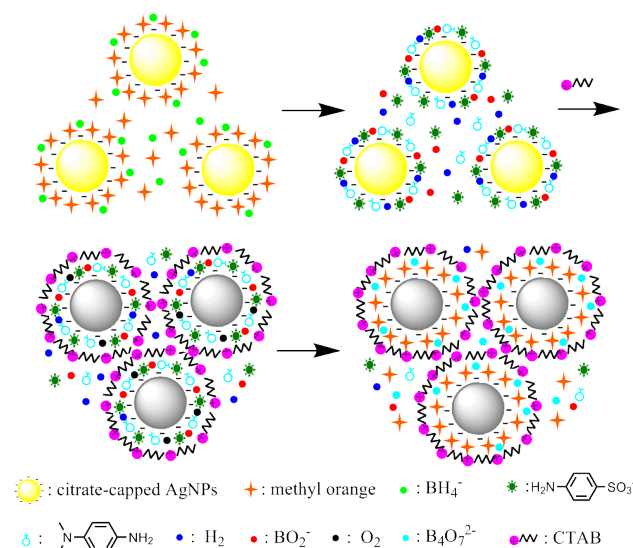 : citrate-capped AgNPs : methyl orange : BH₄⁻ : H₂N SO₃⁻
: NH₂ : H₂ : BO₂⁻ : O₂ : B₄O₇²⁻ : CTAB